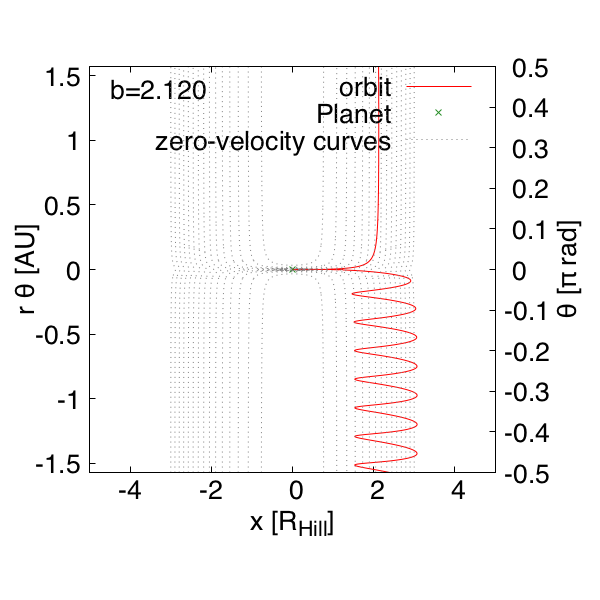 b=2.120
orbit
Planet
zero-velocity curves
r θ [AU]
1.5
1
0.5
0
-0.5
-1
-1.5
0.5
0.4
0.3
0.2
0.1
0
-0.1
-0.2
-0.3
-0.4
-0.5
θ [π rad]
-4 -2 0 2 4
x [R_Hill]